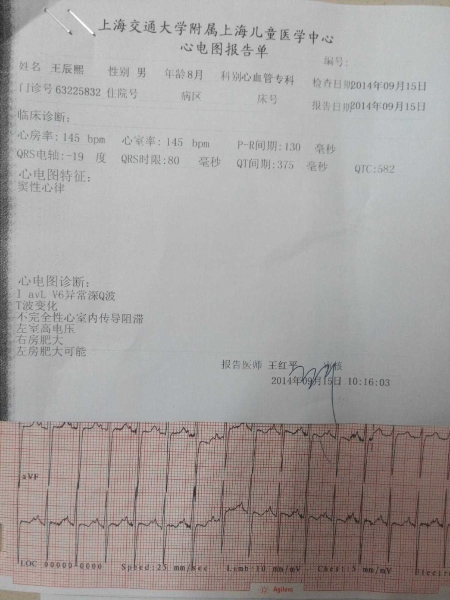 上海交通大学附属上海儿童医学中心
心电图报告单
编号:
姓名 王辰熙 性别 男 年龄8月 科别心血管专科 检查日期2014年09月15日
门诊号 63225832 住院号 病区 床号 报告日期2014年09月15日
临床诊断:
心房率:145 bpm 心室率:145 bpm P-R间期:130 毫秒
QRS电轴:-19 度 QRS时限:80 毫秒 QT间期:375 毫秒 QTC:582
心电图特征:
窦性心律
心电图诊断:
I avL V6异常深Q波
T波变化
不完全性心室内传导阻滞
左室高电压
右房肥大
左房肥大可能
报告医师 王红平 审核
2014年09月15日 10:16:03
aVF
LOC 00000-0000 Speed:25 mm/sec Limb:10 mm/mV Chest:5 mm/mV
Agilent